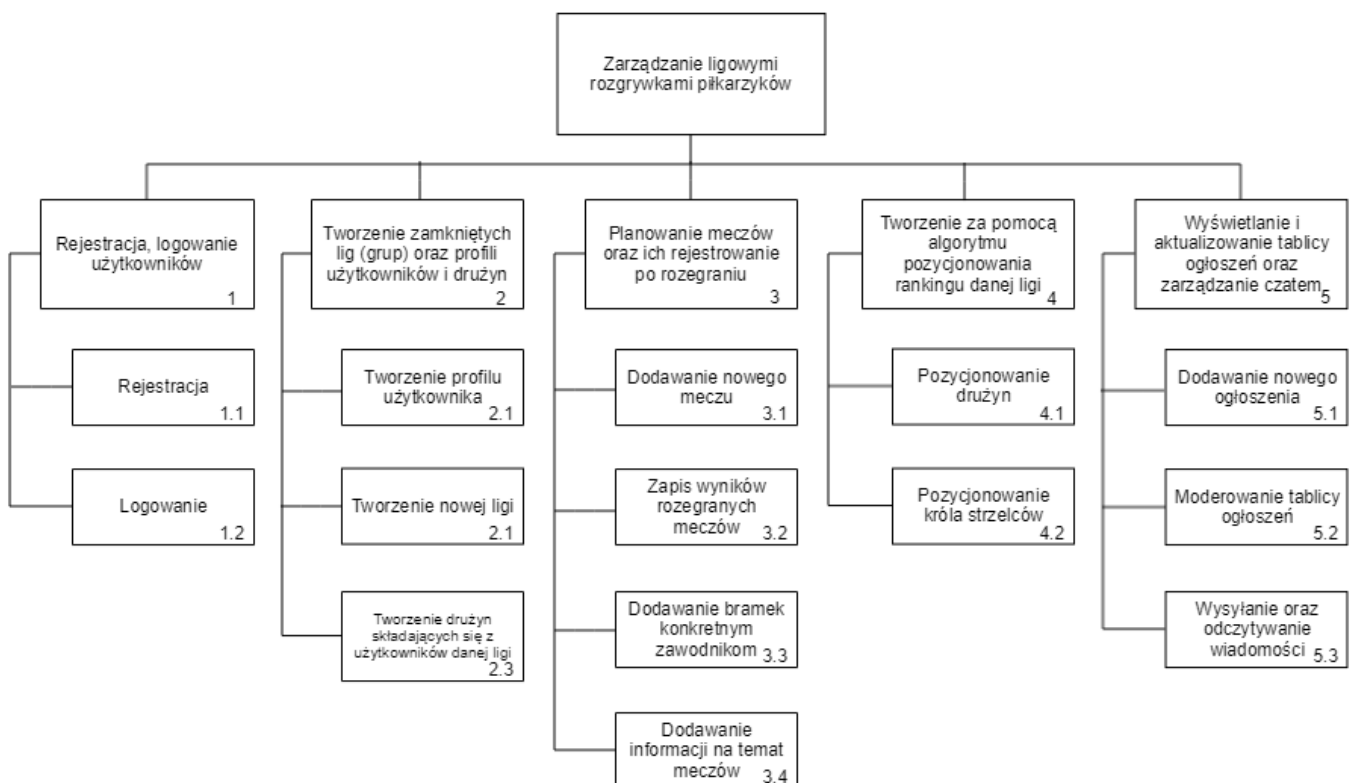 Zarządzanie ligowymi
rozgrywkami piłkarzyków
Rejestracja, logowanie
użytkowników
1
Rejestracja
1.1
Logowanie
1.2
Tworzenie zamkniętych
lig (grup) oraz profili
użytkowników i drużyn
2
Tworzenie profilu
użytkownika
2.1
Tworzenie nowej ligi
2.1
Tworzenie drużyn
składających się z
użytkowników danej ligi
2.3
Planowanie meczów
oraz ich rejestrowanie
po rozegraniu
3
Dodawanie nowego
meczu
3.1
Zapis wyników
rozegranych
meczów
3.2
Dodawanie bramek
konkretnym
zawodnikom
3.3
Dodawanie
informacji na temat
meczów
3.4
Tworzenie za pomocą
algorytmu
pozycjonowania
rankingu danej ligi
4
Pozycjonowanie
drużyn
4.1
Pozycjonowanie
króla strzelców
4.2
Wyświetlanie i
aktualizowanie tablicy
ogłoszeń oraz
zarządzanie czatem
5
Dodawanie nowego
ogłoszenia
5.1
Moderowanie tablicy
ogłoszeń
5.2
Wysyłanie oraz
odczytywanie
wiadomości
5.3